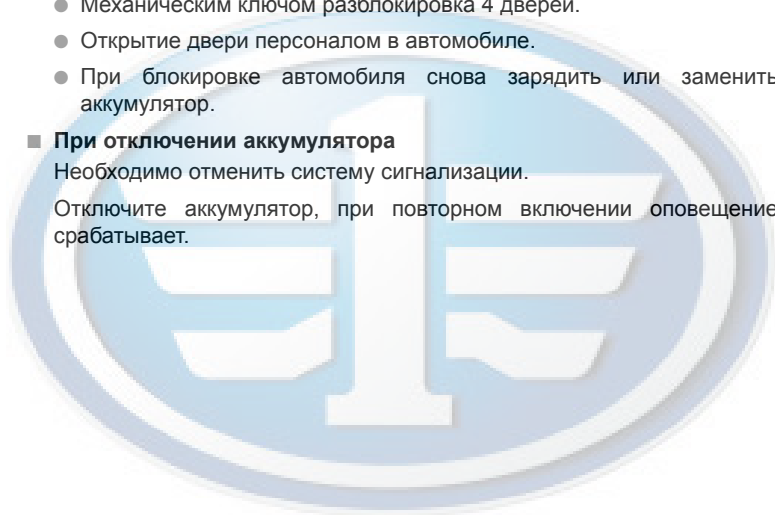 ● Механическим ключом разблокировка 4 дверей.
● Открытие двери персоналом в автомобиле.
● При блокировке автомобиля снова зарядить или заменить
аккумулятор.
■ При отключении аккумулятора
Необходимо отменить систему сигнализации.
Отключите аккумулятор, при повторном включении оповещение
срабатывает.